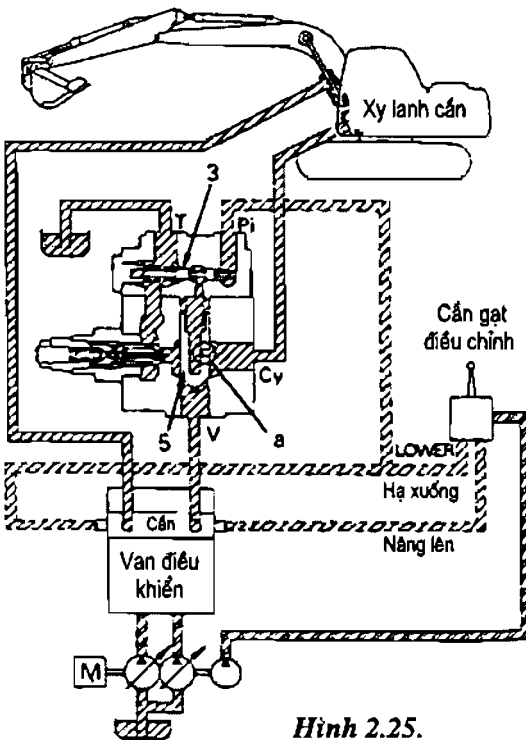 Xy lanh cần
3
T
Pi
Cần gạt
điều chỉnh
Cy
5
V
a
LOWER
Hạ xuống
Cần
Nâng lên
Van điều
khiển
M
Hình 2.25.